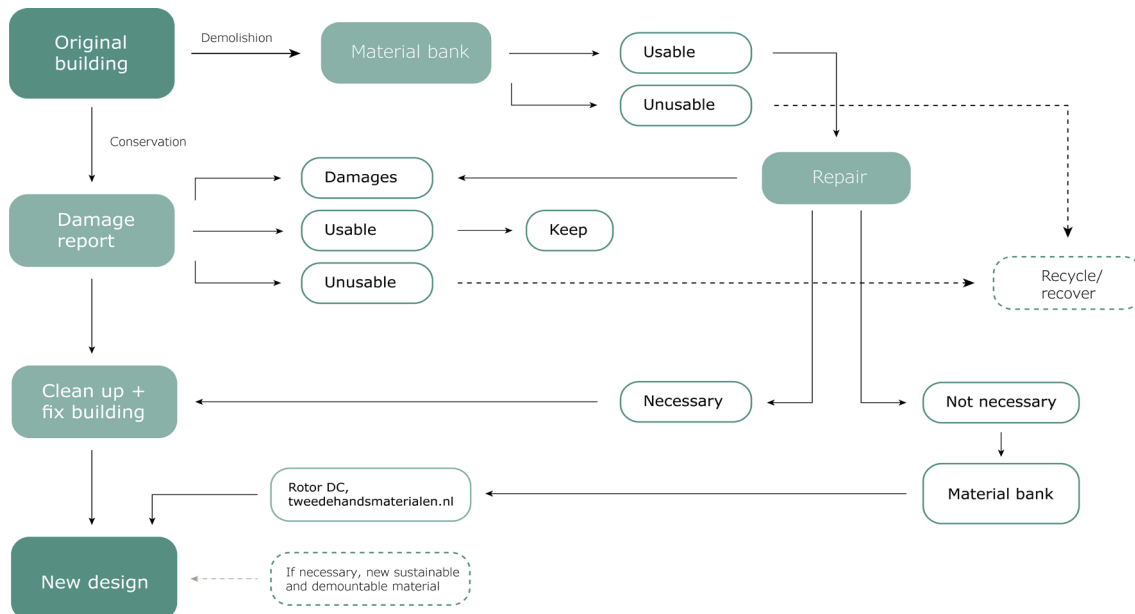 Original
building
Demolishion
Material bank
Usable
Unusable
Conservation
Damages
Repair
Damage
report
Usable
Keep
Unusable
Recycle/
recover
Clean up +
fix building
Necessary
Not necessary
Rotor DC,
tweedehandsmaterialen.nl
Material bank
New design
If necessary, new sustainable
and demountable material